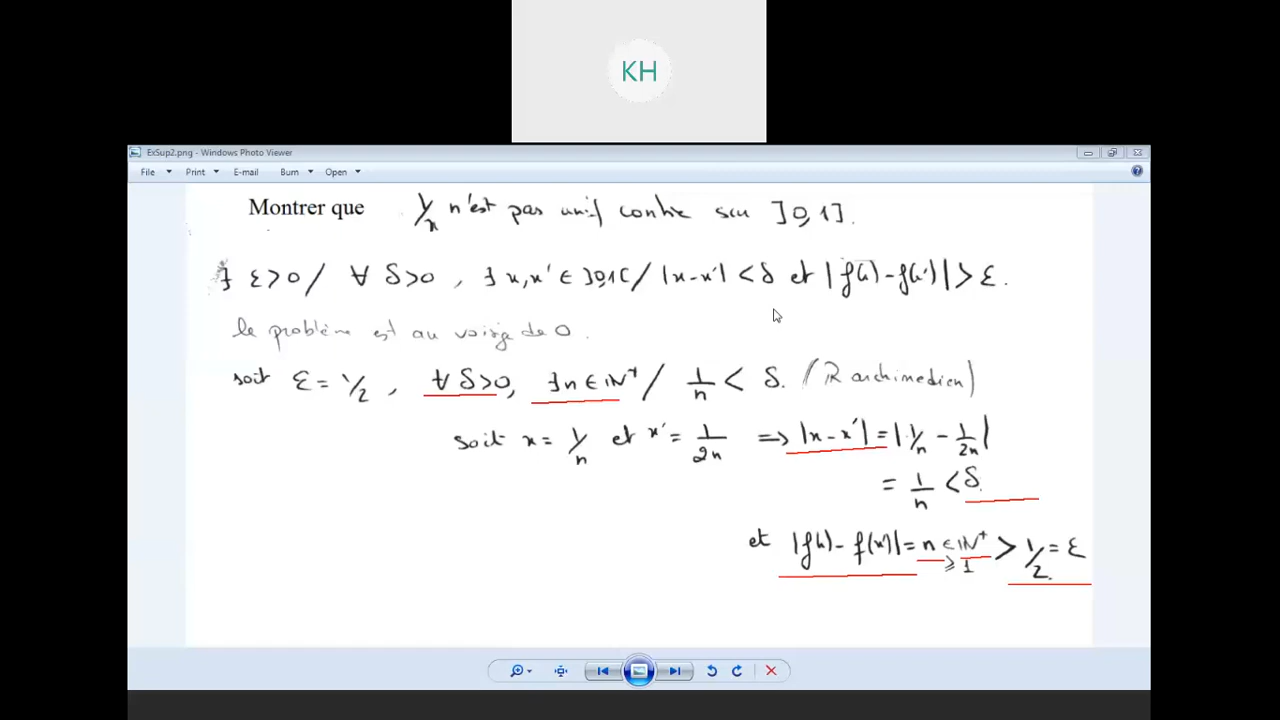 KH
ExSup2.png - Windows Photo Viewer
File Print E-mail Burn Open
Montrer que 1/x n'est pas unif contie sur ]0,1].
∃ ε>0 / ∀ δ>0 , ∃ x,x' ∈ ]0,1[ / |x-x'| < δ et |f(x)-f(x')| > ε.
le problème est au voisige de 0.
soit ε = 1/2 , ∀ δ>0, ∃ n ∈ ℕ* / 1/n < δ. (ℝ archimedien)
soit x = 1/n et x' = 1/2n ⇒ |x-x'| = |1/n - 1/2n|
= 1/n < δ.
et |f(x) - f(x')| = n ∈ ℕ* > 1/2 = ε
≥ 1